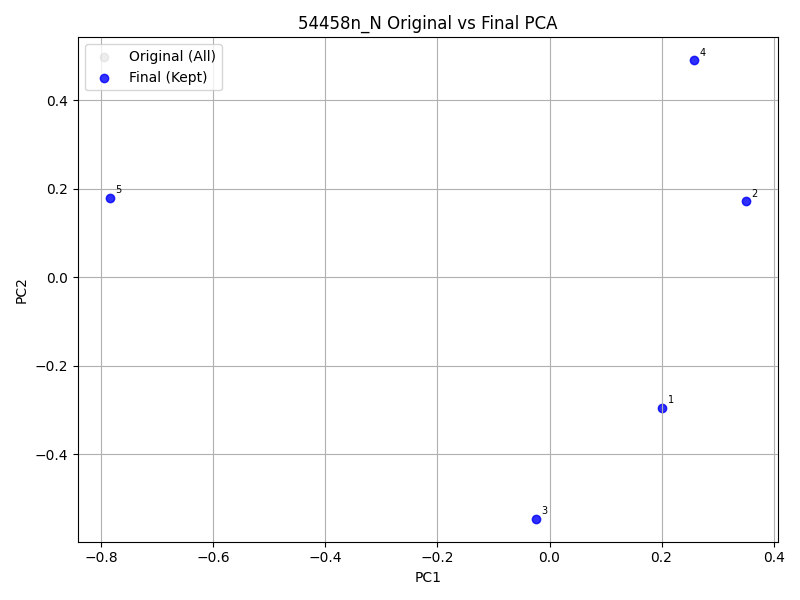 54458n_N Original vs Final PCA
Original (All)
Final (Kept)
4
5
2
1
3
0.4
0.2
0.0
−0.2
−0.4
PC2
−0.8 −0.6 −0.4 −0.2 0.0 0.2 0.4
PC1